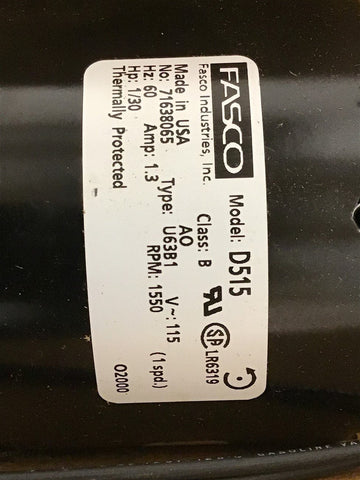 FASCO Model: D515
Fasco Industries, Inc. Class: B LR6319
Made in USA AO
No: 71638065 Type: U63B1 V~: 115
Hz: 60 Amp: 1.3 RPM: 1550 (1 spd.)
Hp: 1/30
Thermally Protected O2000